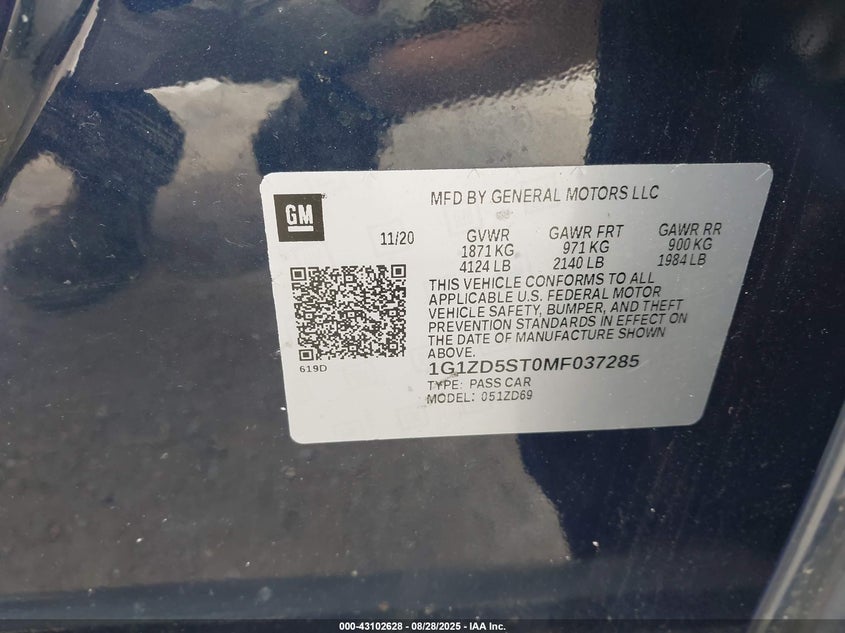 GM
MFD BY GENERAL MOTORS LLC
11/20
GVWR
1871 KG
4124 LB
GAWR FRT
971 KG
2140 LB
GAWR RR
900 KG
1984 LB
THIS VEHICLE CONFORMS TO ALL
APPLICABLE U.S. FEDERAL MOTOR
VEHICLE SAFETY, BUMPER, AND THEFT
PREVENTION STANDARDS IN EFFECT ON
THE DATE OF MANUFACTURE SHOWN
ABOVE.
619D
1G1ZD5ST0MF037285
TYPE: PASS CAR
MODEL: 051ZD69
000-43102628 - 08/28/2025 - IAA Inc.